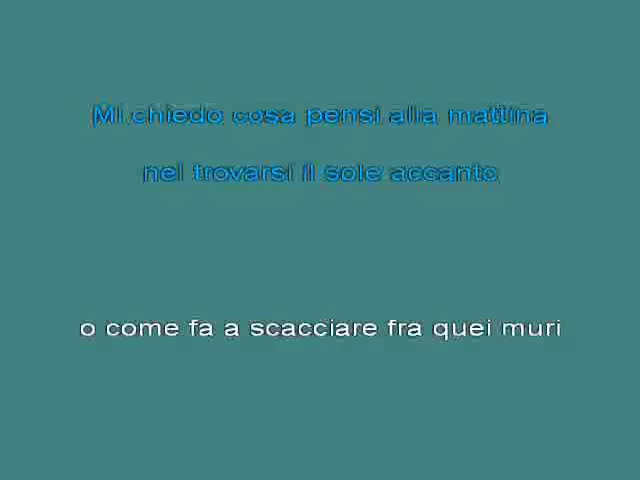 Mi chiedo cosa pensi alla mattina
nel trovarsi il sole accanto
o come fa a scacciare fra quei muri